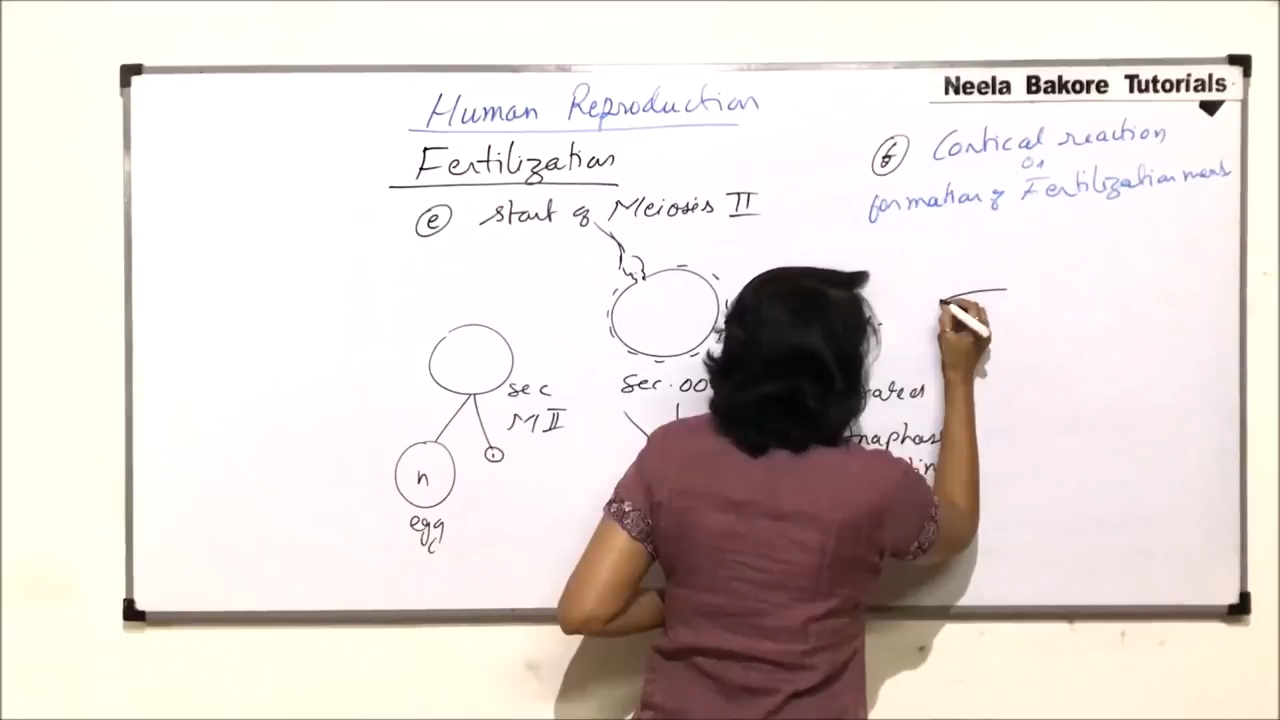 Neela Bakore Tutorials
Human Reproduction
Fertilization
(e) Start of Meiosis II
sec
M II
n
egg
Sec. oo
(f) Cortical reaction
or
formation of Fertilization